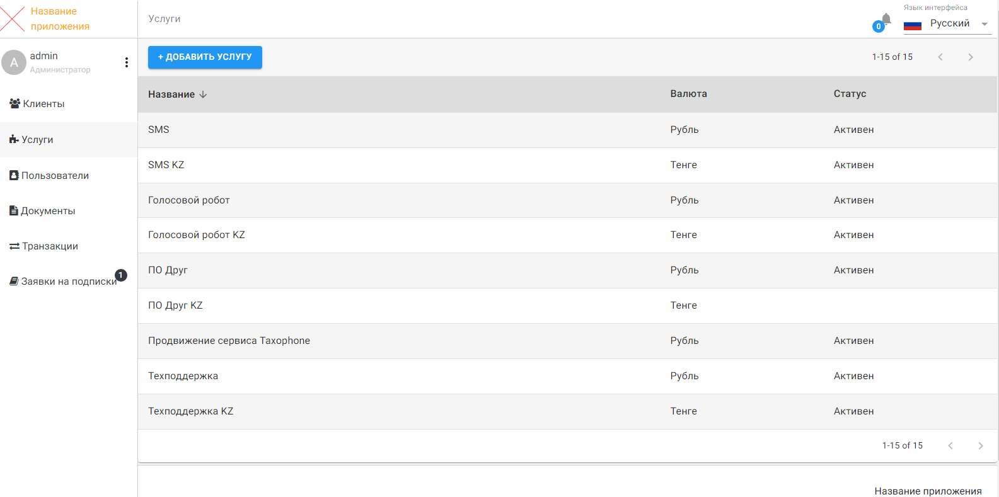 Название
приложения
Услуги
0
Язык интерфейса
Русский
A
admin
Администратор
Клиенты
Услуги
Пользователи
Документы
Транзакции
Заявки на подписки
1
+ ДОБАВИТЬ УСЛУГУ
1-15 of 15
Название Валюта Статус
SMS Рубль Активен
SMS KZ Тенге Активен
Голосовой робот Рубль Активен
Голосовой робот KZ Тенге Активен
ПО Друг Рубль Активен
ПО Друг KZ Тенге
Продвижение сервиса Taxophone Рубль Активен
Техподдержка Рубль Активен
Техподдержка KZ Тенге Активен
1-15 of 15
Название приложения